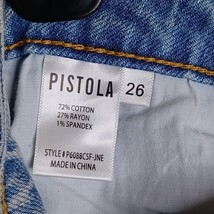 PISTOLA 26
72% COTTON
27% RAYON
1% SPANDEX
STYLE # P6088CSF-JNE
MADE IN CHINA